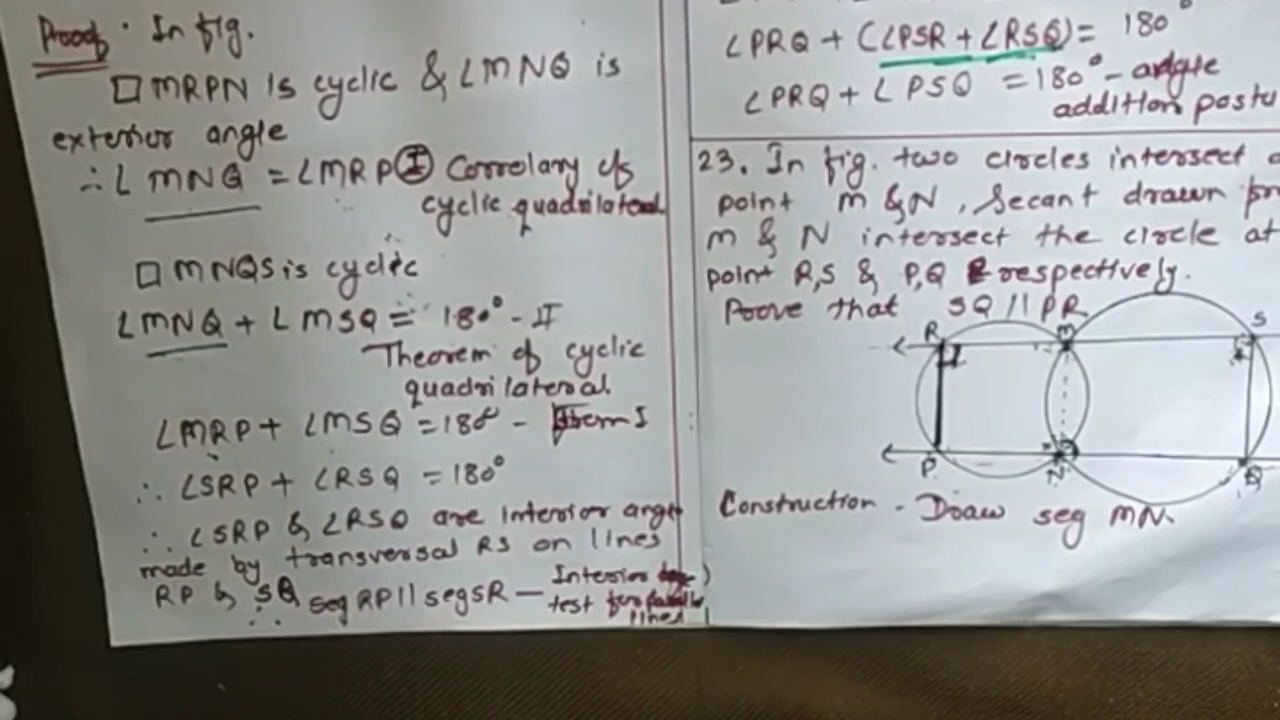 Proof. In fig.
□ MRPN is cyclic & ∠MNQ is
exterior angle
∴ ∠ MNQ = ∠MRP I Correlary of
cyclic quadrilateral
□ MNQS is cyclic
∠MNQ + ∠MSQ = 180° - II
Theorem of cyclic
quadrilateral.
∠MRP + ∠MSQ = 180° - from I
∴ ∠SRP + ∠RSQ = 180°
∴ ∠SRP & ∠RSQ are interior angle
made by transversal RS on lines
RP & SQ
∴ seg RP || seg SR — Interior
test for parallel
lines
∠PRQ + (∠PSR + ∠RSQ) = 180°
∠PRQ + ∠PSQ = 180° - angle
addition postu
23. In fig. two circles intersect
point M & N, Secant drawn
M & N intersect the circle at
point R,S & P,Q respectively.
Prove that SQ || PR
R M S
P N Q
Construction - Draw seg MN.